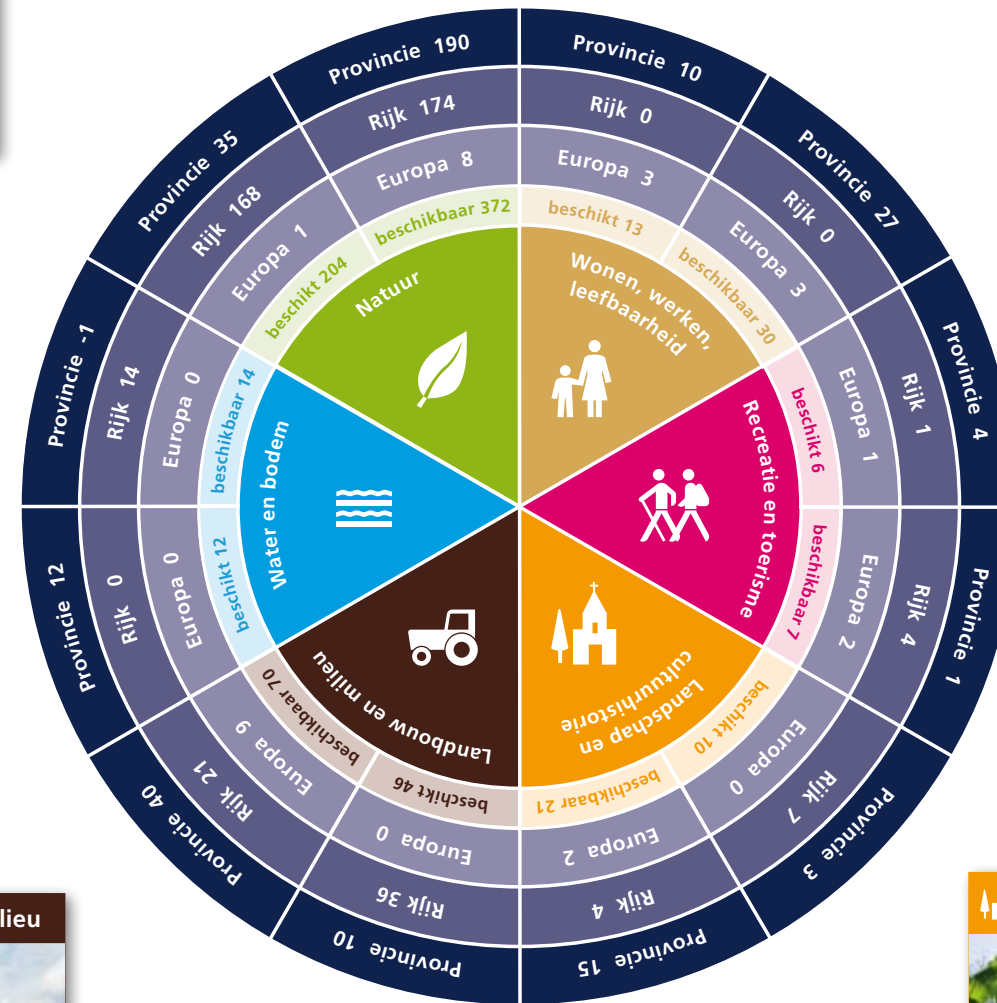 Provincie 10
Rijk 0
Europa 3
beschikt 13
Provincie 27
Rijk 0
Europa 3
beschikbaar 30
Wonen, werken,
leefbaarheid
Provincie 4
Rijk 1
Europa 1
beschikt 6
Provincie 1
Rijk 4
Europa 2
beschikbaar 7
Recreatie en toerisme
Provincie 3
Rijk 7
Europa 0
beschikt 10
Provincie 15
Rijk 4
Europa 2
beschikbaar 21
Landschap en
cultuurhistorie
Provincie 10
Rijk 36
Europa 0
beschikt 46
Provincie 40
Rijk 21
Europa 9
beschikbaar 70
Landbouw en milieu
Provincie 12
Rijk 0
Europa 0
beschikt 12
Provincie -1
Rijk 14
Europa 0
beschikbaar 14
Water en bodem
Provincie 35
Rijk 168
Europa 1
beschikt 204
Provincie 190
Rijk 174
Europa 8
beschikbaar 372
Natuur
lieu